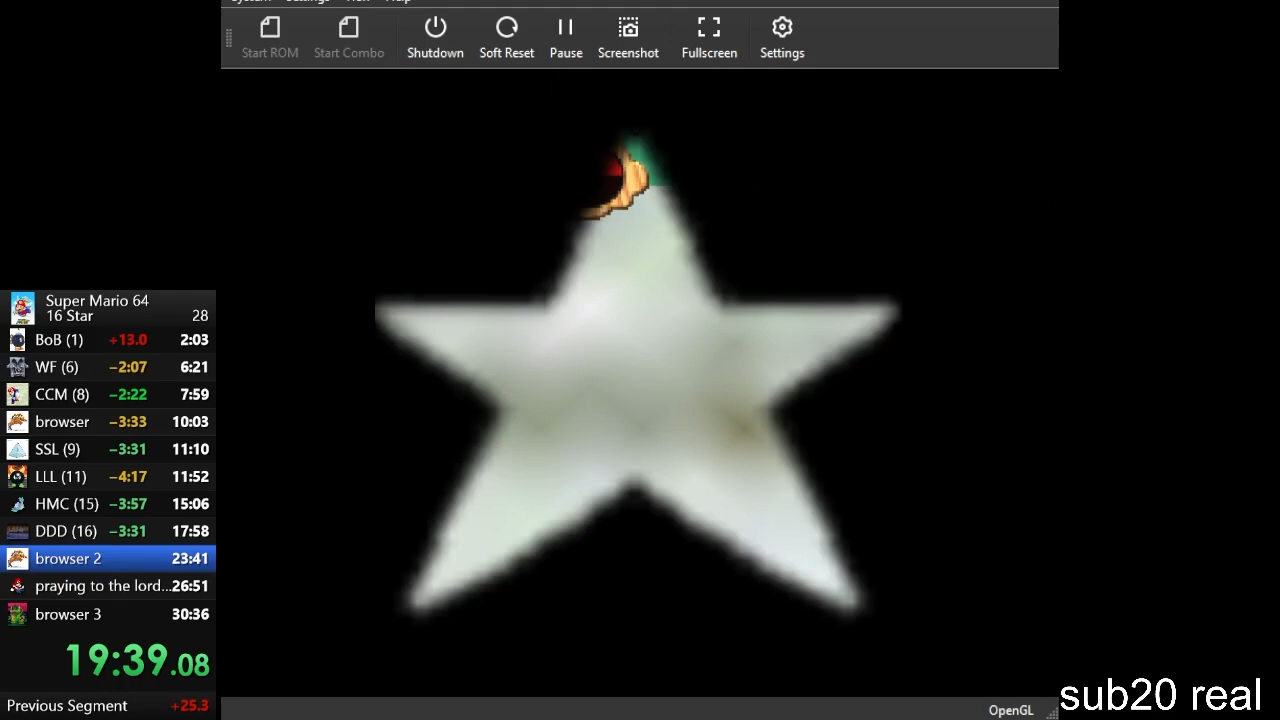 Start ROM Start Combo Shutdown Soft Reset Pause Screenshot Fullscreen Settings
Super Mario 64
16 Star 28
BoB (1) +13.0 2:03
WF (6) −2:07 6:21
CCM (8) −2:22 7:59
browser −3:33 10:03
SSL (9) −3:31 11:10
LLL (11) −4:17 11:52
HMC (15) −3:57 15:06
DDD (16) −3:31 17:58
browser 2 23:41
praying to the lord... 26:51
browser 3 30:36
19:39.08
Previous Segment +25.3
OpenGL
sub20 real